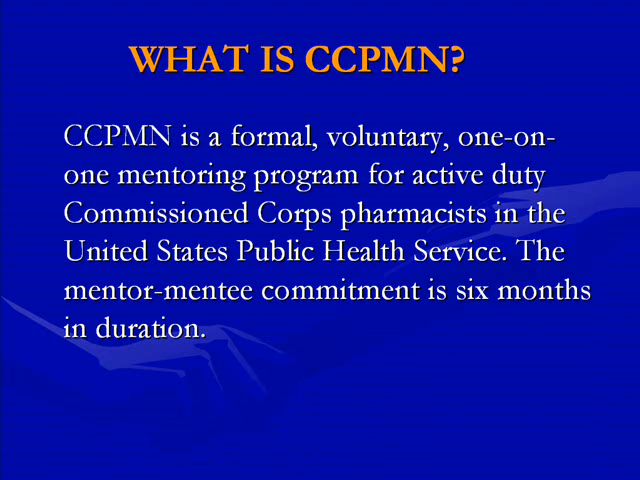 WHAT IS CCPMN?
CCPMN is a formal, voluntary, one-on-
one mentoring program for active duty
Commissioned Corps pharmacists in the
United States Public Health Service. The
mentor-mentee commitment is six months
in duration.